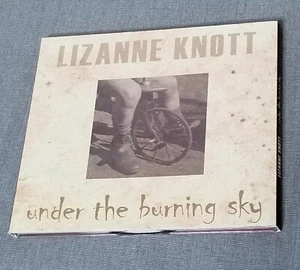 LIZANNE KNOTT
under the burning sky